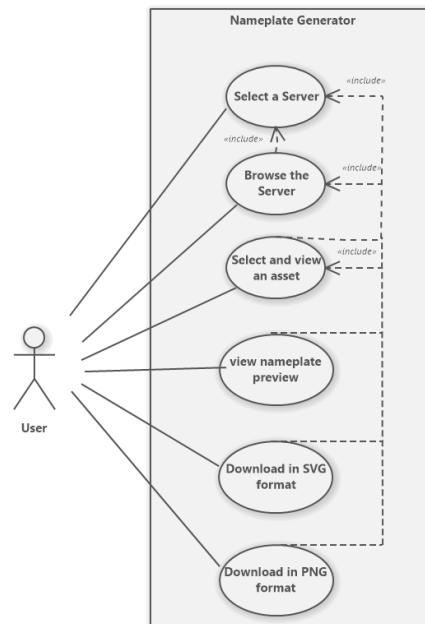 Nameplate Generator
«include»
Select a Server
«include»
«include»
Browse the
Server
«include»
Select and view
an asset
view nameplate
preview
User
Download in SVG
format
Download in PNG
format